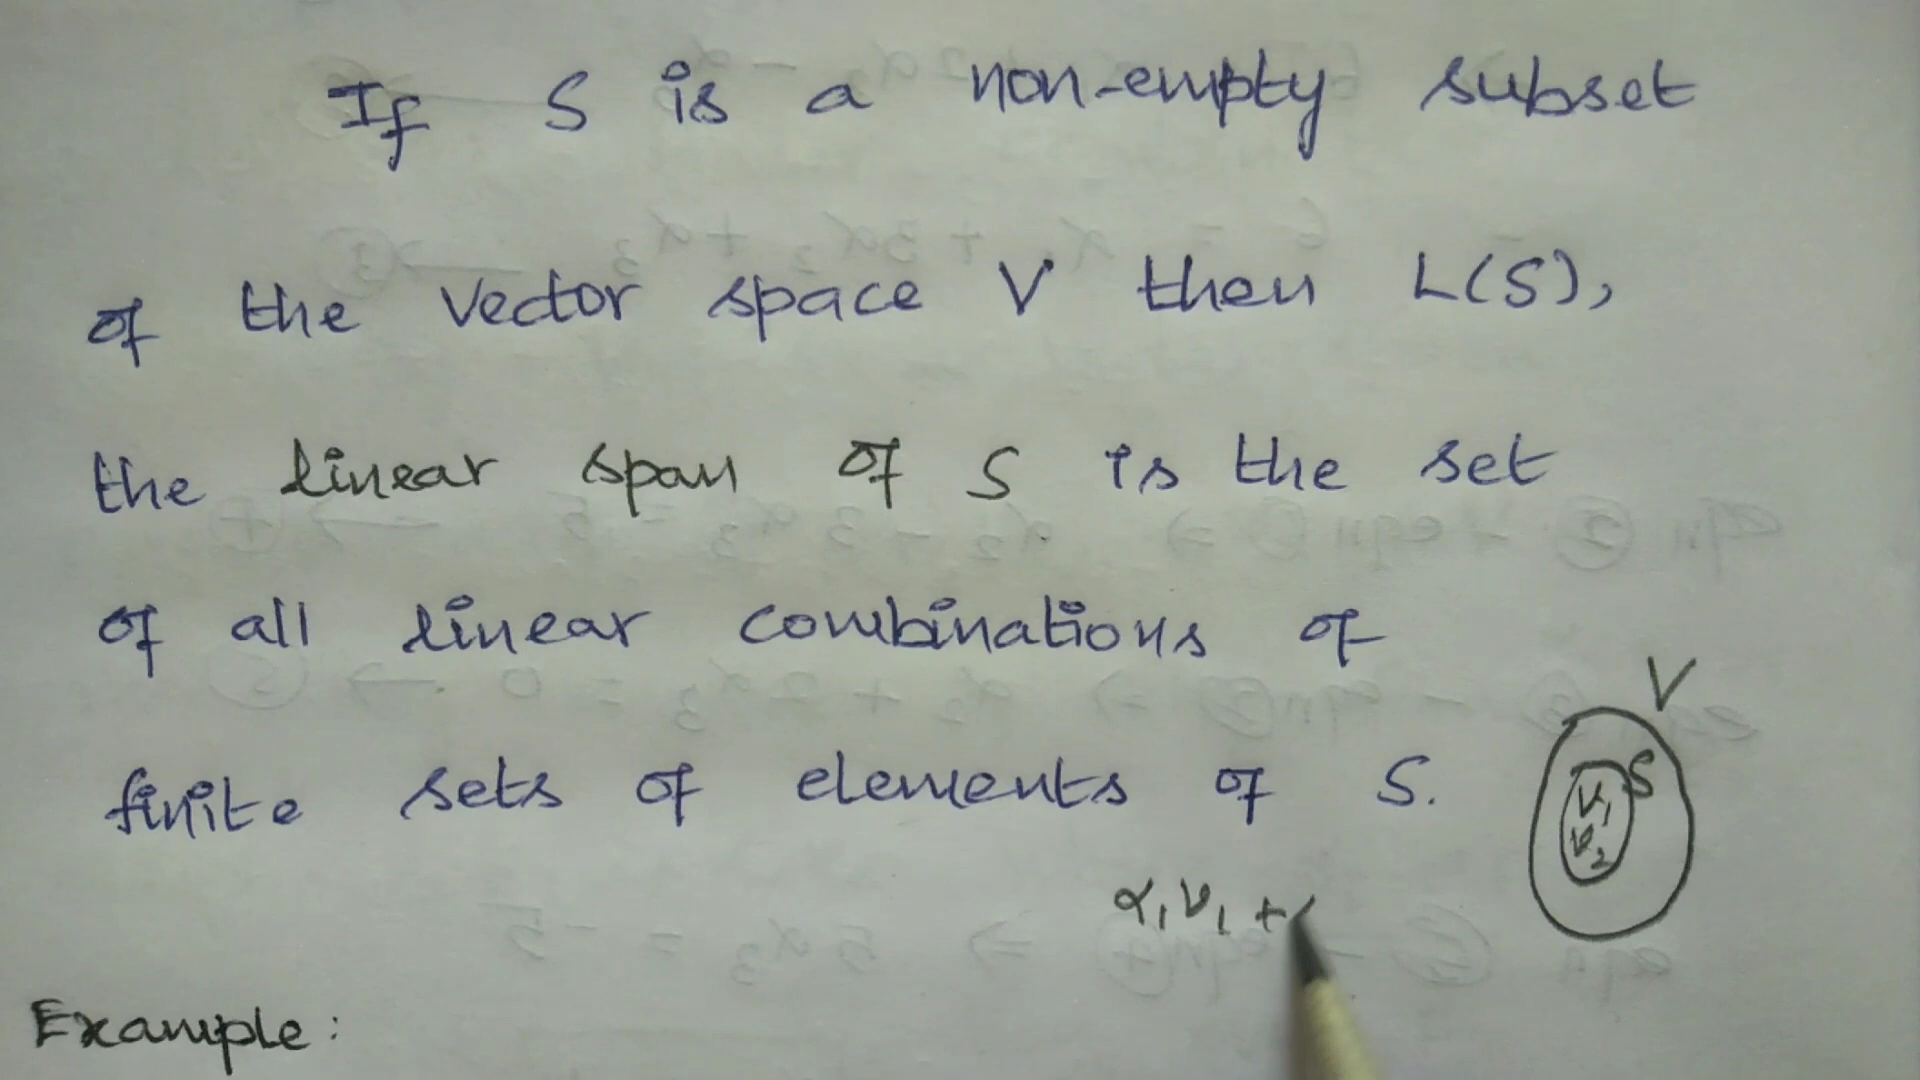 If S is a non-empty subset
of the vector space V then L(S),
the linear span of S is the set
of all linear combinations of
finite sets of elements of S.
V
S
v₁
v₂
α₁v₁ +
Example: